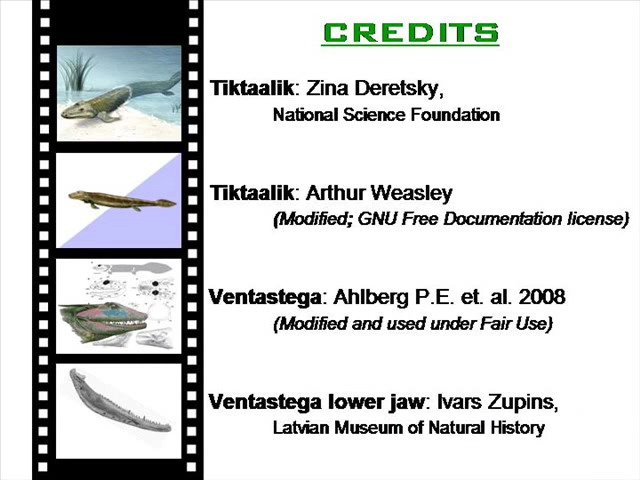 CREDITS
Tiktaalik: Zina Deretsky,
National Science Foundation
Tiktaalik: Arthur Weasley
(Modified; GNU Free Documentation license)
Ventastega: Ahlberg P.E. et. al. 2008
(Modified and used under Fair Use)
Ventastega lower jaw: Ivars Zupins,
Latvian Museum of Natural History